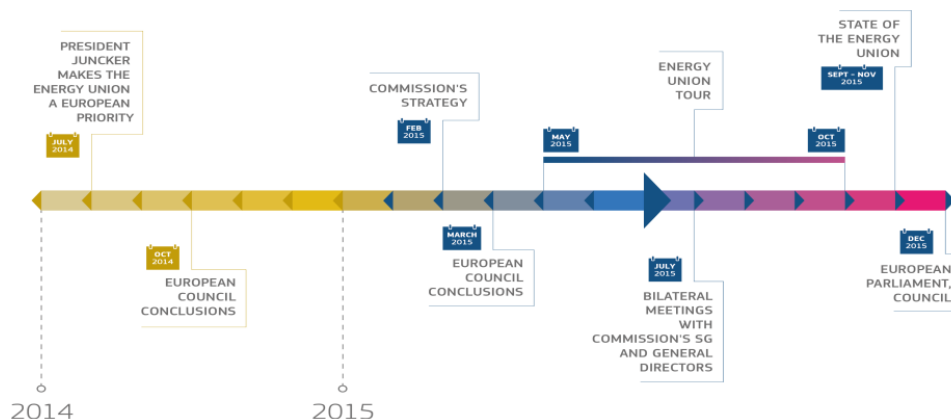 PRESIDENT
JUNCKER
MAKES THE
ENERGY UNION
A EUROPEAN
PRIORITY
JULY
2014
OCT
2014
EUROPEAN
COUNCIL
CONCLUSIONS
COMMISSION'S
STRATEGY
FEB
2015
MARCH
2015
EUROPEAN
COUNCIL
CONCLUSIONS
MAY
2015
ENERGY
UNION
TOUR
OCT
2015
JULY
2015
BILATERAL
MEETINGS
WITH
COMMISSION'S SG
AND GENERAL
DIRECTORS
STATE OF
THE ENERGY
UNION
SEPT – NOV
2015
DEC
2015
EUROPEAN
PARLIAMENT,
COUNCIL
2014
2015